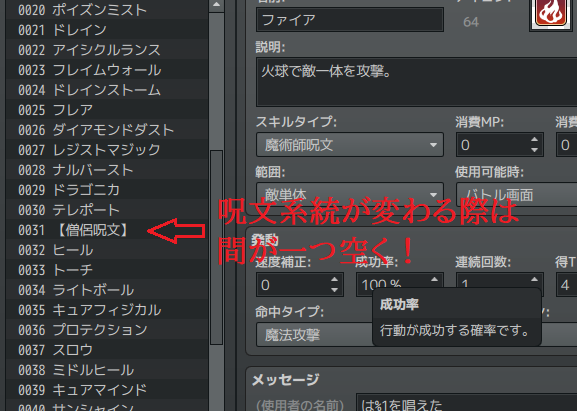 0020 ポイズンミスト
0021 ドレイン
0022 アイシクルランス
0023 フレイムウォール
0024 ドレインストーム
0025 フレア
0026 ダイアモンドダスト
0027 レジストマジック
0028 ナルバースト
0029 ドラゴニカ
0030 テレポート
0031 【僧侶呪文】
0032 ヒール
0033 トーチ
0034 ライトボール
0035 キュアフィジカル
0036 プロテクション
0037 スロウ
0038 ミドルヒール
0039 キュアマインド
0040 サンシャイン
ファイア
64
説明:
火球で敵一体を攻撃。
スキルタイプ:
消費MP:
消費
魔術師呪文
0
0
範囲:
使用可能時:
敵単体
バトル画面
呪文系統が変わる際は
間が一つ空く！
発動
速度補正:
成功率:
連続回数:
得T
0
100 %
1
4
命中タイプ:
ン:
魔法攻撃
成功率
行動が成功する確率です。
メッセージ
(使用者の名前)
は%1を唱えた